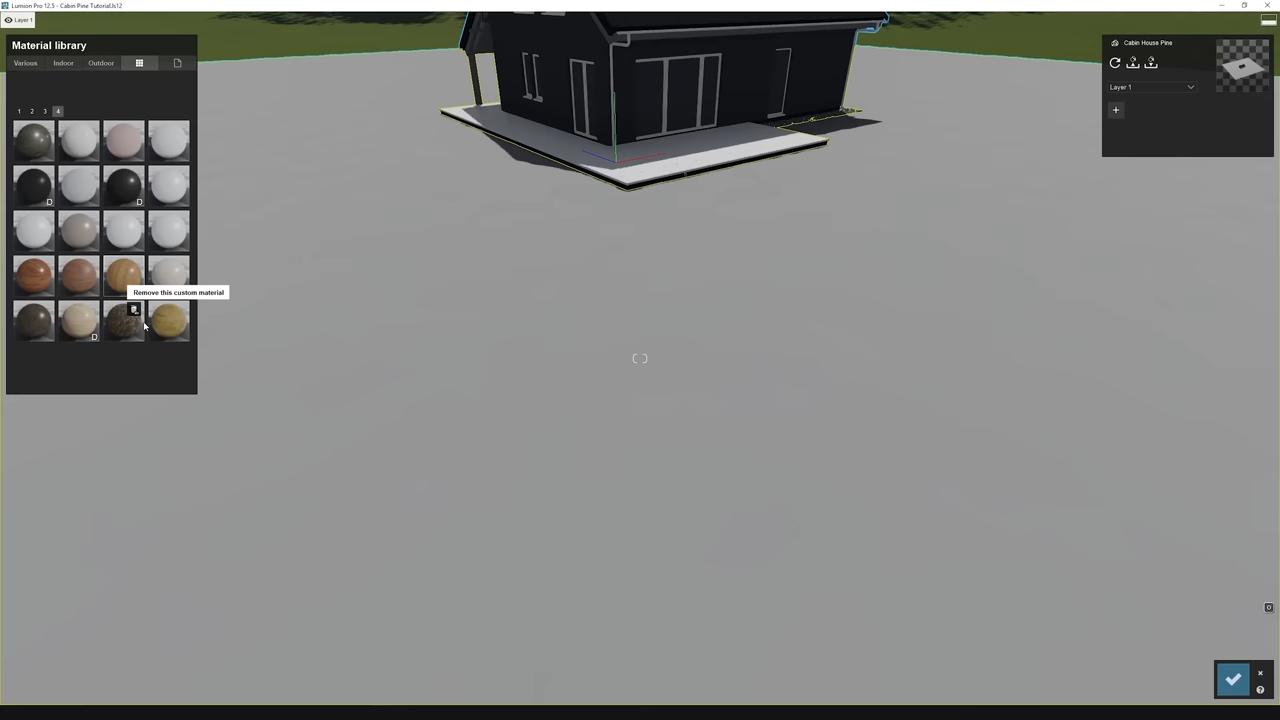 Lumion Pro 12.5 - Cabin Pine Tutorial.ls12
Layer 1
Material library
Various Indoor Outdoor
1 2 3 4
D D
Remove this custom material
D
Cabin House Pine
Layer 1